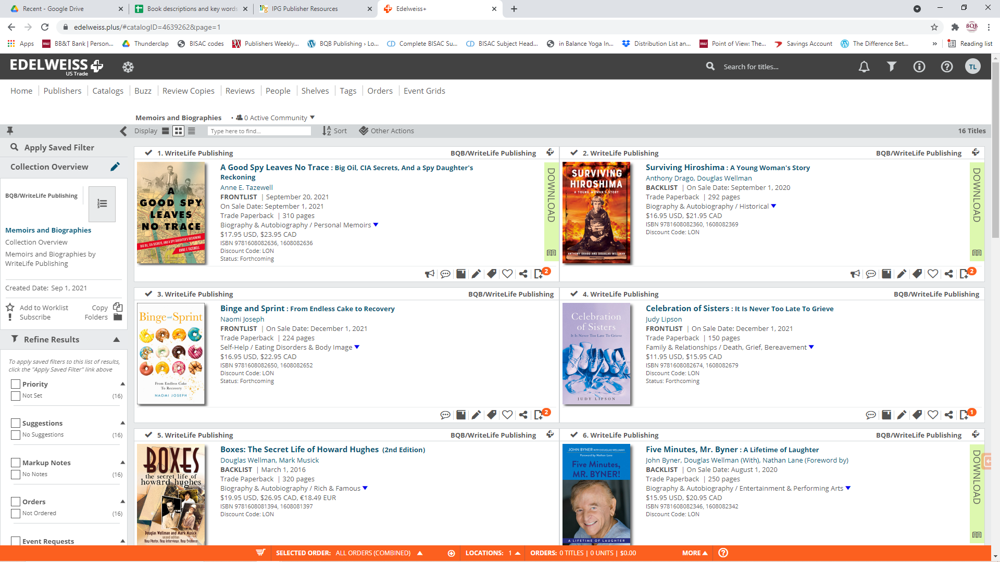 Recent - Google Drive
Book descriptions and key words
IPG Publisher Resources
Edelweiss+
edelweiss.plus/#catalogID=4639262&page=1
Apps
BB&T Bank | Person...
Thunderclap
BISAC codes
Publishers Weekly...
BQB Publishing › Lo...
Complete BISAC Su...
BISAC Subject Head...
in Balance Yoga In...
Distribution List an...
Point of View: The...
Savings Account
The Difference Bet...
»
Reading list
EDELWEISS
US Trade
Search for titles...
TL
Home
Publishers
Catalogs
Buzz
Review Copies
Reviews
People
Shelves
Tags
Orders
Event Grids
Memoirs and Biographies
• 0 Active Community
Display
Type here to find...
Sort
Other Actions
16 Titles
Apply Saved Filter
Collection Overview
BQB/WriteLife Publishing
Memoirs and Biographies
Collection Overview
Memoirs and Biographies by
WriteLife Publishing
Created Date: Sep 1, 2021
Add to Worklist
Copy
Subscribe
Folders
Refine Results
To apply saved filters to this list of results,
click the "Apply Saved Filter" link above
Priority
Not Set (16)
Suggestions
No Suggestions (16)
Markup Notes
No Notes (16)
Orders
Not Ordered (16)
Event Requests
1. WriteLife Publishing
BQB/WriteLife Publishing
A
GOOD SPY
LEAVES
NO TRACE
BIG OIL, CIA SECRETS, AND A SPY DAUGHTER'S RECKONING
ANNE E TAZEWELL
A Good Spy Leaves No Trace : Big Oil, CIA Secrets, And a Spy Daughter's
Reckoning
Anne E. Tazewell
FRONTLIST | September 20, 2021
On Sale Date: September 1, 2021
Trade Paperback | 310 pages
Biography & Autobiography / Personal Memoirs
$17.95 USD, $23.95 CAD
ISBN 9781608082636, 1608082636
Discount Code: LON
Status: Forthcoming
DOWNLOAD
2
2. WriteLife Publishing
BQB/WriteLife Publishing
SURVIVING
HIROSHIMA
A YOUNG WOMAN'S STORY
ANTHONY DRAGO AND DOUGLAS WELLMAN
Surviving Hiroshima : A Young Woman's Story
Anthony Drago, Douglas Wellman
BACKLIST | On Sale Date: September 1, 2020
Trade Paperback | 292 pages
Biography & Autobiography / Historical
$16.95 USD, $21.95 CAD
ISBN 9781608082360, 1608082369
Discount Code: LON
DOWNLOAD
2
3. WriteLife Publishing
BQB/WriteLife Publishing
Binge and Sprint
From Endless Cake
To Recovery
NAOMI JOSEPH
Binge and Sprint : From Endless Cake to Recovery
Naomi Joseph
FRONTLIST | On Sale Date: December 1, 2021
Trade Paperback | 224 pages
Self-Help / Eating Disorders & Body Image
$16.95 USD, $22.95 CAD
ISBN 9781608082650, 1608082652
Discount Code: LON
Status: Forthcoming
2
4. WriteLife Publishing
BQB/WriteLife Publishing
Celebration
of Sisters
It Is Never Too Late To Grieve
JUDY LIPSON
Celebration of Sisters : It Is Never Too Late To Grieve
Judy Lipson
FRONTLIST | On Sale Date: December 1, 2021
Trade Paperback | 150 pages
Family & Relationships / Death, Grief, Bereavement
$11.95 USD, $15.95 CAD
ISBN 9781608082674, 1608082679
Discount Code: LON
Status: Forthcoming
1
5. WriteLife Publishing
BQB/WriteLife Publishing
BOXES
the secret life of
howard hughes
Douglas Wellman and Mark Musick
second edition
New Photos, New Interviews, New Evidence
Boxes: The Secret Life of Howard Hughes (2nd Edition)
Douglas Wellman, Mark Musick
BACKLIST | March 1, 2016
Trade Paperback | 320 pages
Biography & Autobiography / Rich & Famous
$19.95 USD, $26.95 CAD, €18.49 EUR
ISBN 9781608081394, 1608081397
Discount Code: LON
6. WriteLife Publishing
BQB/WriteLife Publishing
JOHN BYNER WITH DOUGLAS WELLMAN
Foreword by Nathan Lane
Five Minutes,
MR. BYNER!
A LIFETIME OF LAUGHTER
Five Minutes, Mr. Byner : A Lifetime of Laughter
John Byner, Douglas Wellman (With), Nathan Lane (Foreword by)
BACKLIST | On Sale Date: August 1, 2020
Trade Paperback | 250 pages
Biography & Autobiography / Entertainment & Performing Arts
$15.95 USD, $20.95 CAD
ISBN 9781608082346, 1608082342
Discount Code: LON
DOWNLOAD
SELECTED ORDER: ALL ORDERS (COMBINED)
LOCATIONS: 1
ORDERS: 0 TITLES | 0 UNITS | $0.00
MORE